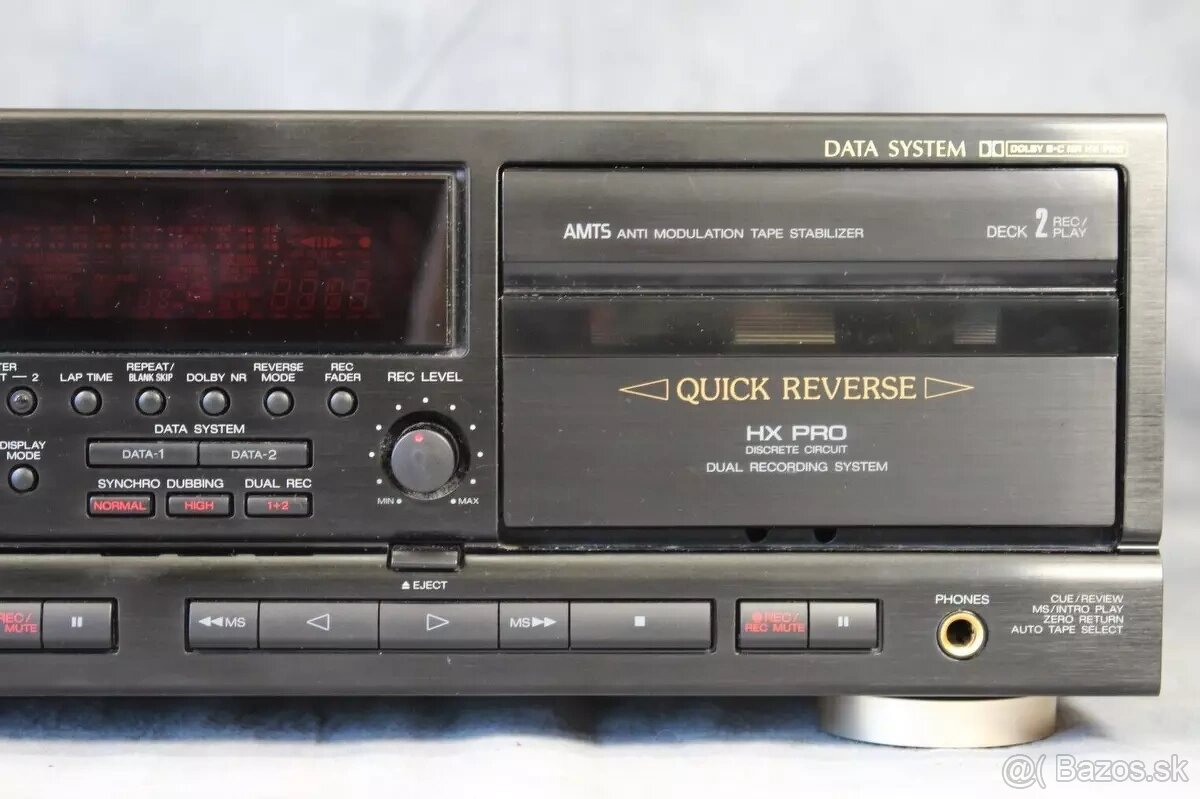 DATA SYSTEM DOLBY B-C NR HX PRO
AMTS ANTI MODULATION TAPE STABILIZER
DECK 2 REC/
PLAY
LAP TIME
REPEAT/
BLANK SKIP
DOLBY NR
REVERSE
MODE
REC
FADER
REC LEVEL
- 2
DISPLAY
MODE
DATA SYSTEM
DATA-1 DATA-2
SYNCHRO DUBBING DUAL REC
NORMAL HIGH 1+2
MIN MAX
QUICK REVERSE
HX PRO
DISCRETE CIRCUIT
DUAL RECORDING SYSTEM
EJECT
REC/
MUTE
MS
MS
REC/
REC MUTE
PHONES
CUE/REVIEW
MS/INTRO PLAY
ZERO RETURN
AUTO TAPE SELECT
@( Bazos.sk